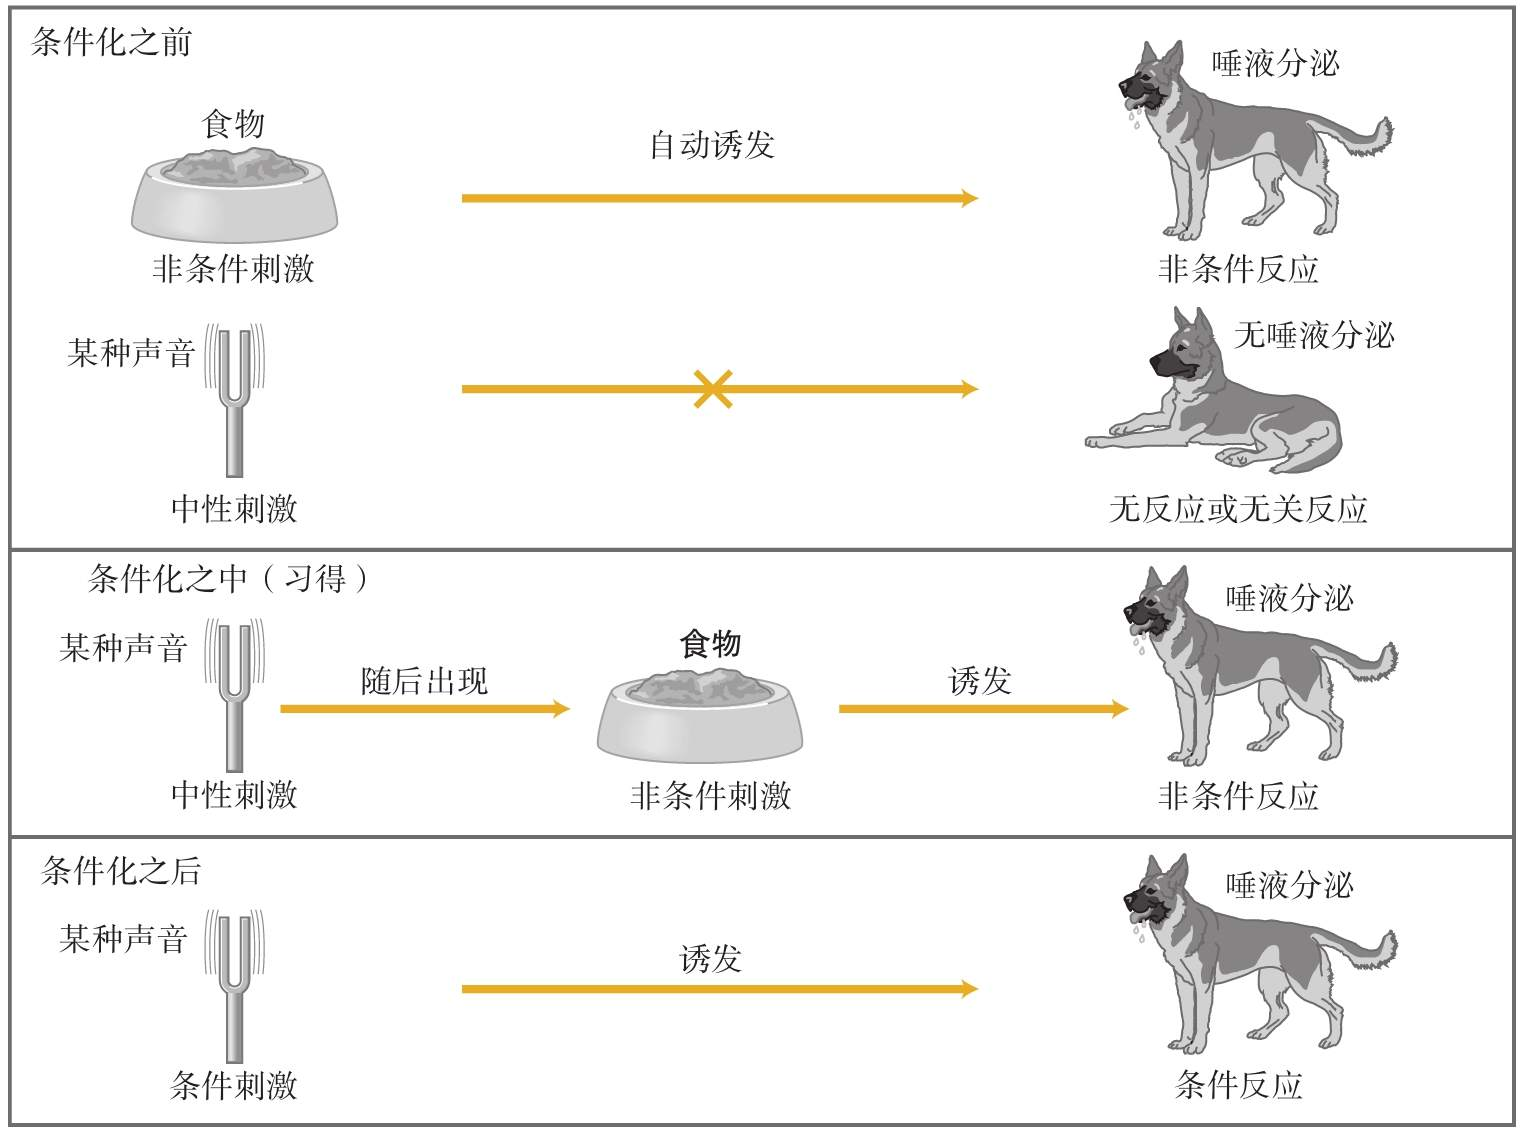 条件化之前
唾液分泌
食物
自动诱发
非条件刺激
非条件反应
某种声音
无唾液分泌
中性刺激
无反应或无关反应
条件化之中（习得）
唾液分泌
某种声音
食物
随后出现
诱发
中性刺激
非条件刺激
非条件反应
条件化之后
唾液分泌
某种声音
诱发
条件刺激
条件反应